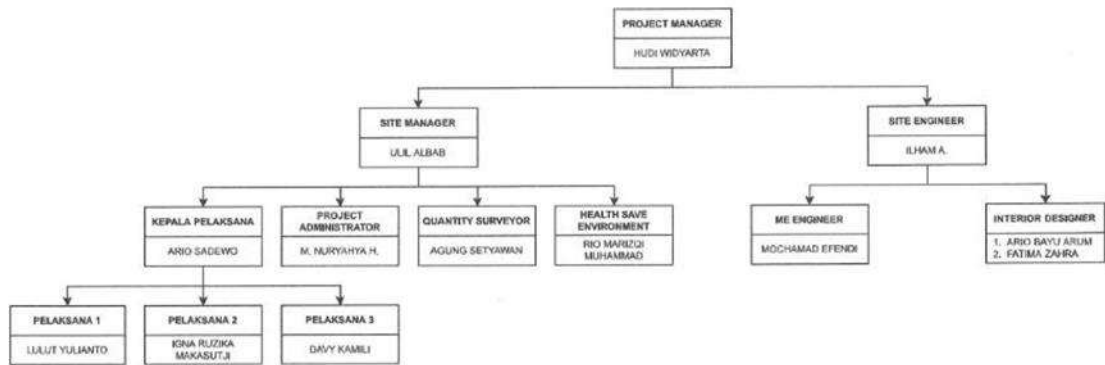 PROJECT MANAGER
HUDI WIDYARTA
SITE MANAGER
ULIL ALBAB
SITE ENGINEER
ILHAM A.
KEPALA PELAKSANA
ARIO SADEWO
PROJECT
ADMINISTRATOR
M. NURYAHYA H.
QUANTITY SURVEYOR
AGUNG SETYAWAN
HEALTH SAVE
ENVIRONMENT
RIO MARIZQI
MUHAMMAD
ME ENGINEER
MOCHAMAD EFENDI
INTERIOR DESIGNER
1. ARIO BAYU ARUM
2. FATIMA ZAHRA
PELAKSANA 1
LULUT YULIANTO
PELAKSANA 2
IGNA RUZIKA
MAKASUTJI
PELAKSANA 3
DAVY KAMILI